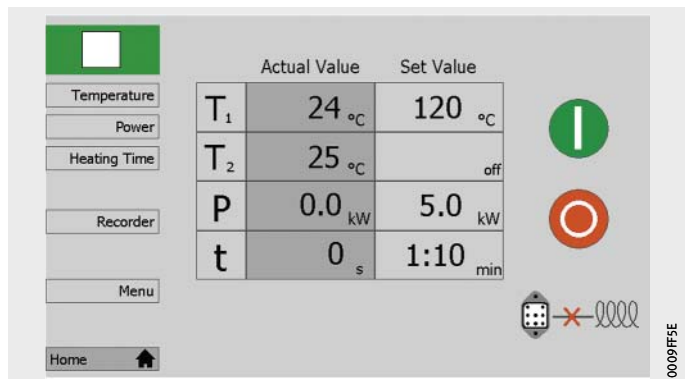 Actual Value Set Value
Temperature
Power
Heating Time
Recorder
Menu
Home
T1 24 °C 120 °C
T2 25 °C off
P 0.0 kW 5.0 kW
t 0 s 1:10 min
0009FF5E